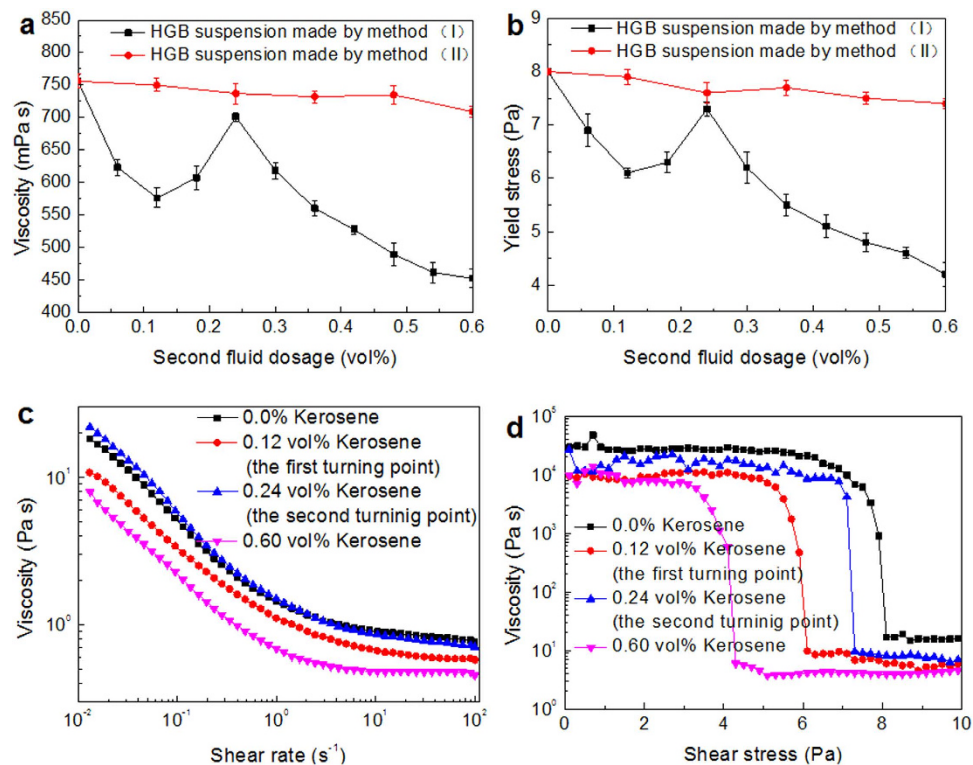 a
HGB suspension made by method （I）
HGB suspension made by method （II）
850
800
750
700
650
600
550
500
450
400
Viscosity (mPa s)
0.0 0.1 0.2 0.3 0.4 0.5 0.6
Second fluid dosage (vol%)
b
HGB suspension made by method （I）
HGB suspension made by method （II）
9
8
7
6
5
4
Yield stress (Pa)
0.0 0.1 0.2 0.3 0.4 0.5 0.6
Second fluid dosage (vol%)
c
0.0% Kerosene
0.12 vol% Kerosene
(the first turning point)
0.24 vol% Kerosene
(the second turninig point)
0.60 vol% Kerosene
10¹
10⁰
Viscosity (Pa s)
10⁻² 10⁻¹ 10⁰ 10¹ 10²
Shear rate (s⁻¹)
d
10⁵
10⁴
10³
10²
10¹
10⁰
Viscosity (Pa s)
0.0% Kerosene
0.12 vol% Kerosene
(the first turning point)
0.24 vol% Kerosene
(the second turninig point)
0.60 vol% Kerosene
0 2 4 6 8 10
Shear stress (Pa)